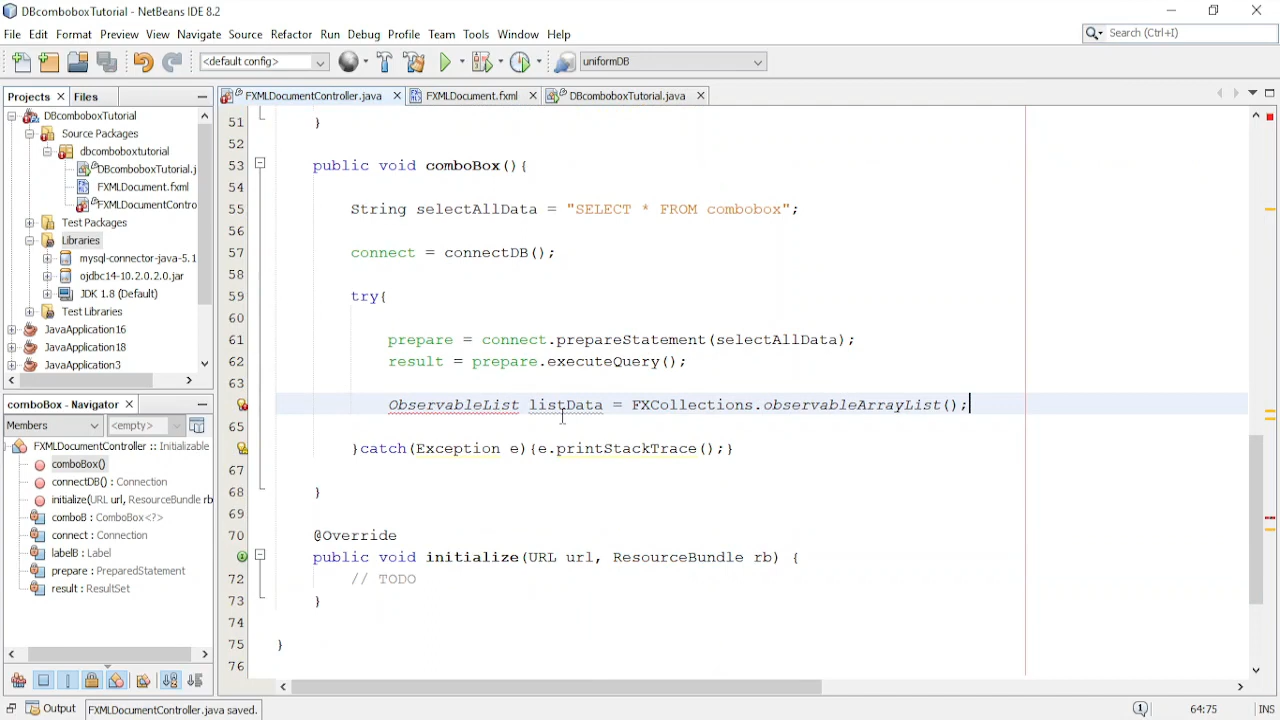 DBcomboboxTutorial - NetBeans IDE 8.2
File Edit Format Preview View Navigate Source Refactor Run Debug Profile Team Tools Window Help
Search (Ctrl+I)
<default config>
uniformDB
Projects Files
FXMLDocumentController.java FXMLDocument.fxml DBcomboboxTutorial.java
DBcomboboxTutorial
Source Packages
dbcomboboxtutorial
DBcomboboxTutorial.j
FXMLDocument.fxml
FXMLDocumentContro
Test Packages
Libraries
mysql-connector-java-5.1
ojdbc14-10.2.0.2.0.jar
JDK 1.8 (Default)
Test Libraries
JavaApplication16
JavaApplication18
JavaApplication3
comboBox - Navigator
Members <empty>
FXMLDocumentController :: Initializable
comboBox()
connectDB() : Connection
initialize(URL url, ResourceBundle rb)
comboB : ComboBox<?>
connect : Connection
labelB : Label
prepare : PreparedStatement
result : ResultSet
51 }
52
53 public void comboBox(){
54
55 String selectAllData = "SELECT * FROM combobox";
56
57 connect = connectDB();
58
59 try{
60
61 prepare = connect.prepareStatement(selectAllData);
62 result = prepare.executeQuery();
63
ObservableList listData = FXCollections.observableArrayList();
65
}catch(Exception e){e.printStackTrace();}
67
68 }
69
70 @Override
public void initialize(URL url, ResourceBundle rb) {
72 // TODO
73 }
74
75 }
76
Output
FXMLDocumentController.java saved.
1
64:75
INS